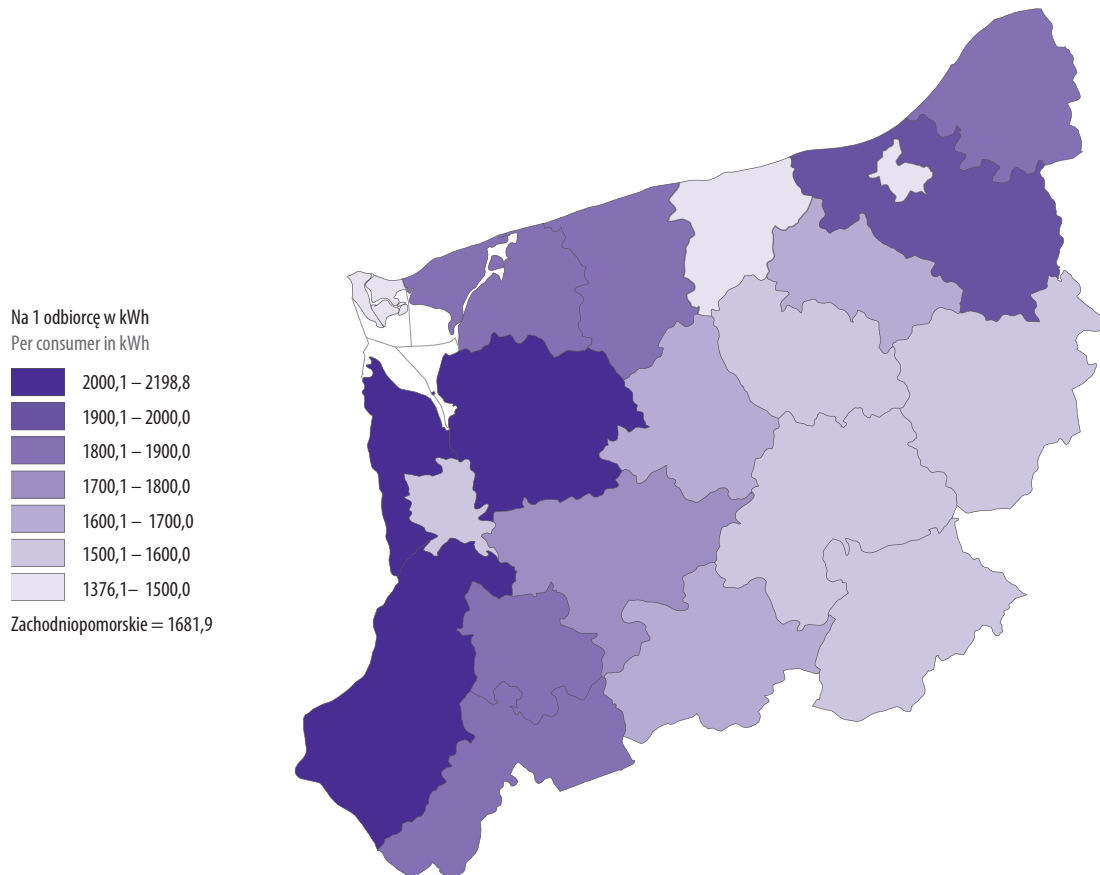 Na 1 odbiorcę w kWh
Per consumer in kWh
2000,1 – 2198,8
1900,1 – 2000,0
1800,1 – 1900,0
1700,1 – 1800,0
1600,1 – 1700,0
1500,1 – 1600,0
1376,1 – 1500,0
Zachodniopomorskie = 1681,9